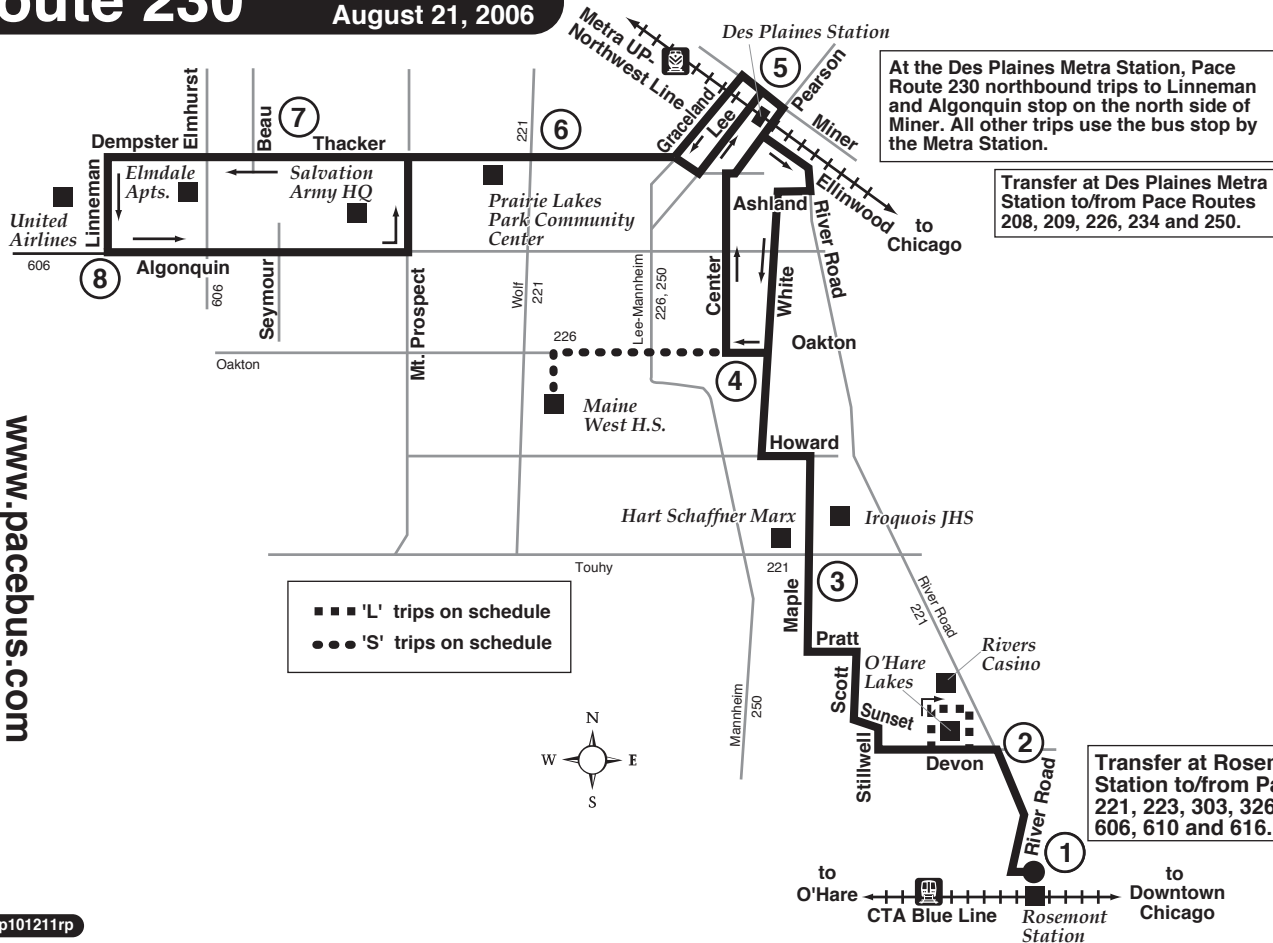 oute 230
August 21, 2006
Metra UP-
Northwest Line
Des Plaines Station
5
Pearson
Miner
Graceland
Lee
Ellinwood
to
Chicago
At the Des Plaines Metra Station, Pace
Route 230 northbound trips to Linneman
and Algonquin stop on the north side of
Miner. All other trips use the bus stop by
the Metra Station.
Transfer at Des Plaines Metra
Station to/from Pace Routes
208, 209, 226, 234 and 250.
Dempster
Elmhurst
Beau
7
Thacker
221
6
Linneman
Elmdale
Apts.
Salvation
Army HQ
Prairie Lakes
Park Community
Center
United
Airlines
606
8
Algonquin
606
Seymour
Mt. Prospect
Wolf
221
Lee-Mannheim
226, 250
Ashland
River Road
Center
White
Oakton
Oakton
226
4
Maine
West H.S.
Howard
Hart Schaffner Marx
Iroquois JHS
Touhy
221
3
Maple
River Road
221
'L' trips on schedule
'S' trips on schedule
Pratt
Scott
O'Hare
Lakes
Rivers
Casino
Sunset
Stillwell
Devon
2
Mannheim
250
N
W
E
S
River Road
1
Transfer at Rosem
Station to/from Pa
221, 223, 303, 326
606, 610 and 616.
to
O'Hare
CTA Blue Line
Rosemont
Station
to
Downtown
Chicago
www.pacebus.com
p101211rp